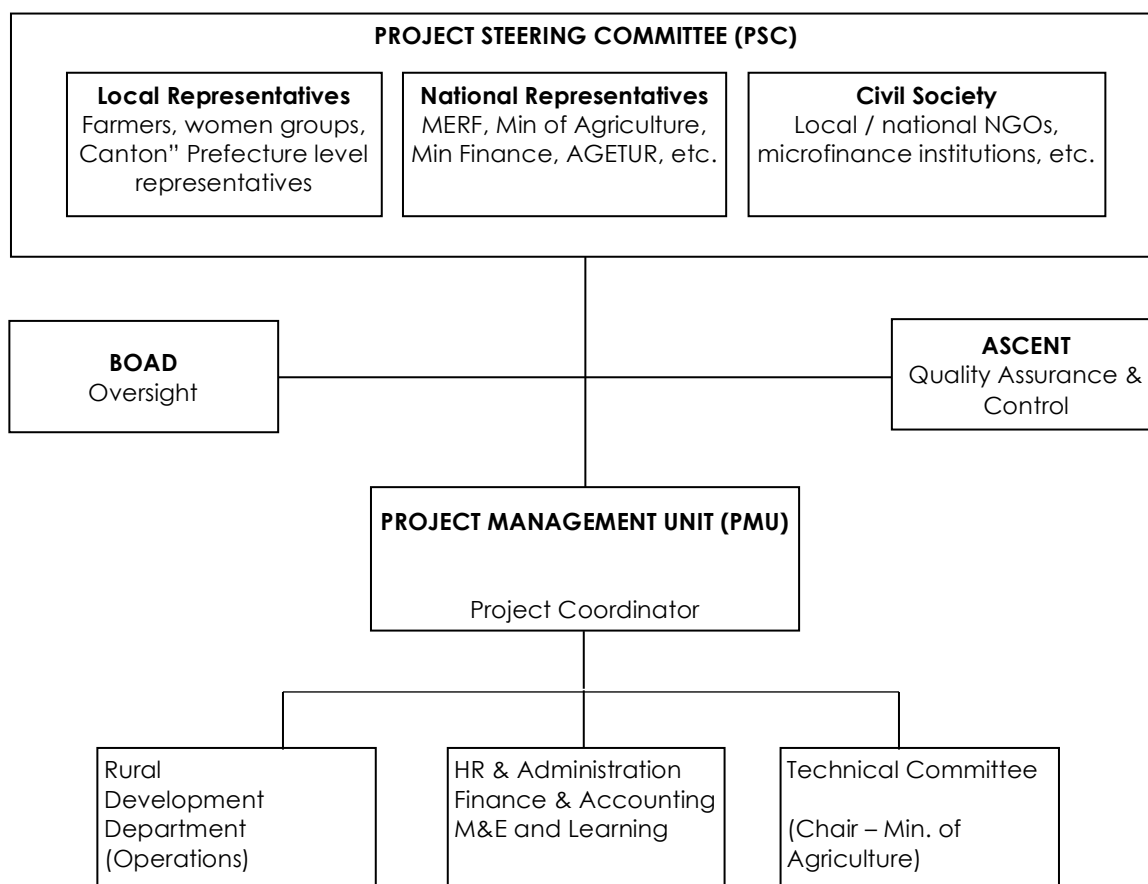 PROJECT STEERING COMMITTEE (PSC)
Local Representatives
Farmers, women groups,
Canton” Prefecture level
representatives
National Representatives
MERF, Min of Agriculture,
Min Finance, AGETUR, etc.
Civil Society
Local / national NGOs,
microfinance institutions, etc.
BOAD
Oversight
ASCENT
Quality Assurance &
Control
PROJECT MANAGEMENT UNIT (PMU)
Project Coordinator
Rural
Development
Department
(Operations)
HR & Administration
Finance & Accounting
M&E and Learning
Technical Committee
(Chair – Min. of
Agriculture)